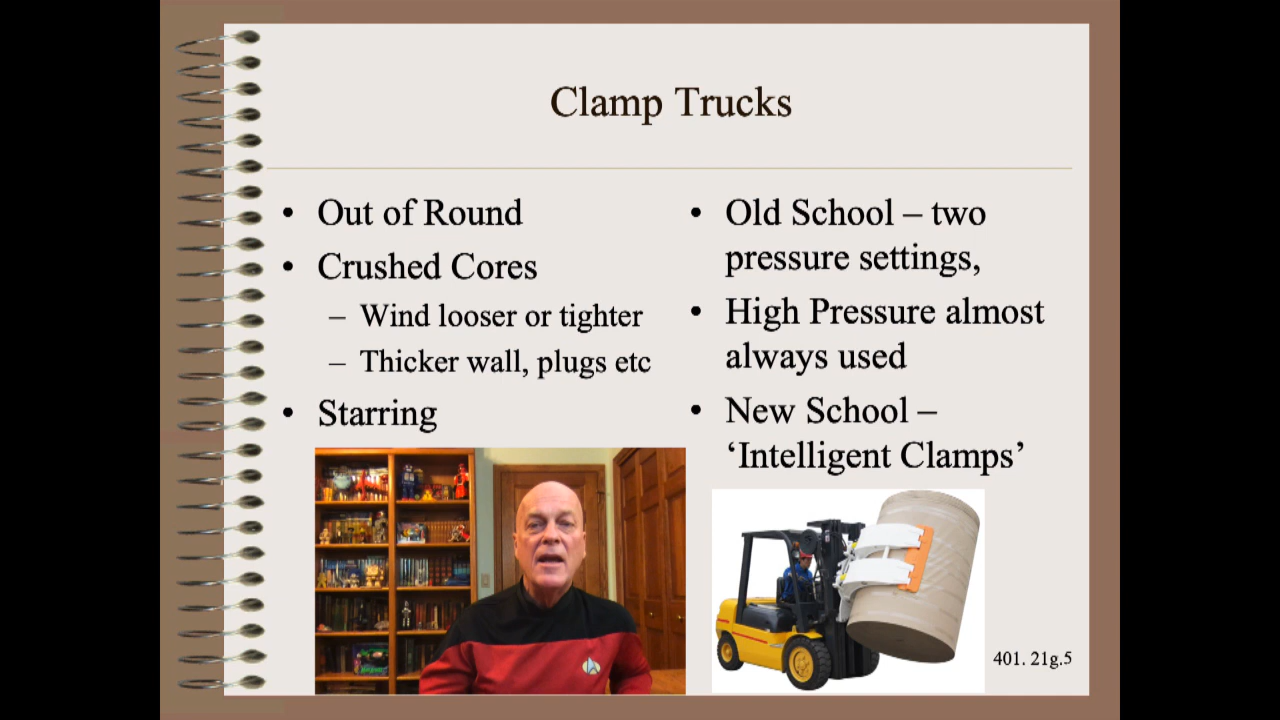 Clamp Trucks
• Out of Round
• Crushed Cores
– Wind looser or tighter
– Thicker wall, plugs etc
• Starring
• Old School – two
pressure settings,
• High Pressure almost
always used
• New School –
‘Intelligent Clamps’
401. 21g.5